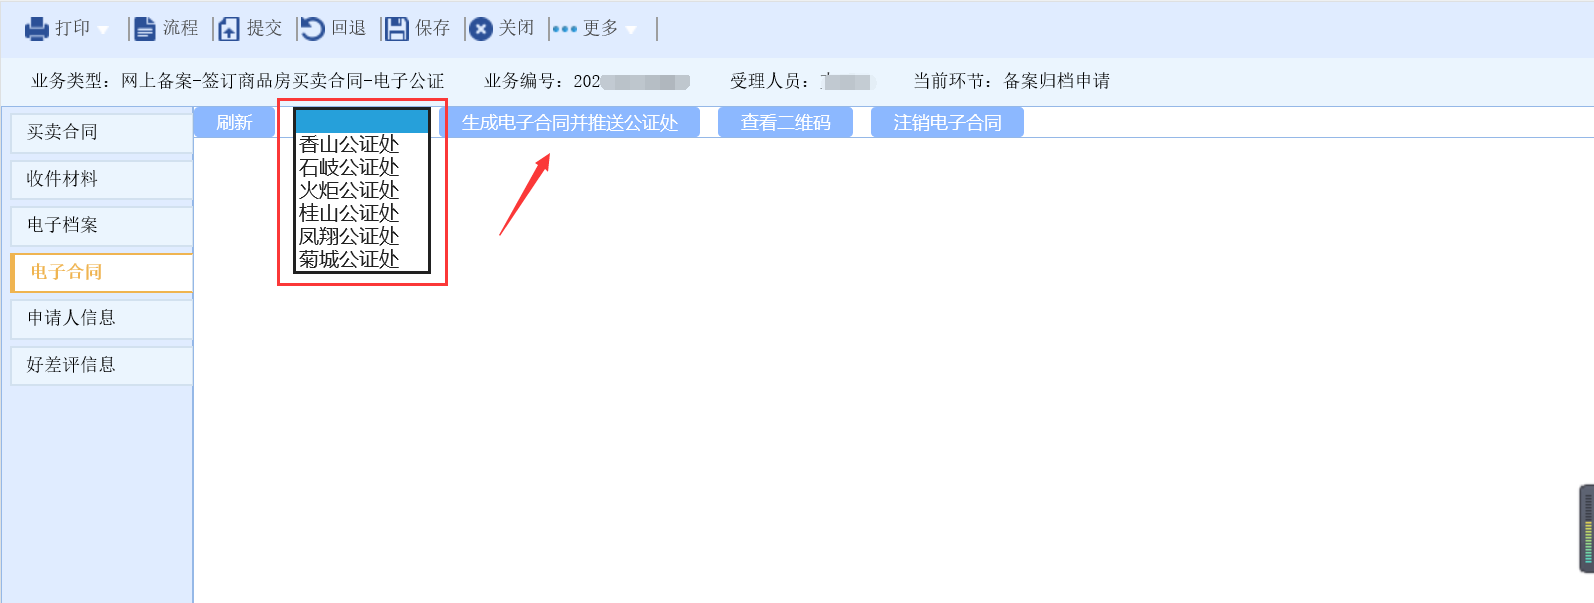 打印 流程 提交 回退 保存 关闭 更多
业务类型：网上备案-签订商品房买卖合同-电子公证 业务编号：202 受理人员： 当前环节：备案归档申请
刷新 生成电子合同并推送公证处 查看二维码 注销电子合同
香山公证处
石岐公证处
火炬公证处
桂山公证处
凤翔公证处
菊城公证处
买卖合同
收件材料
电子档案
电子合同
申请人信息
好差评信息